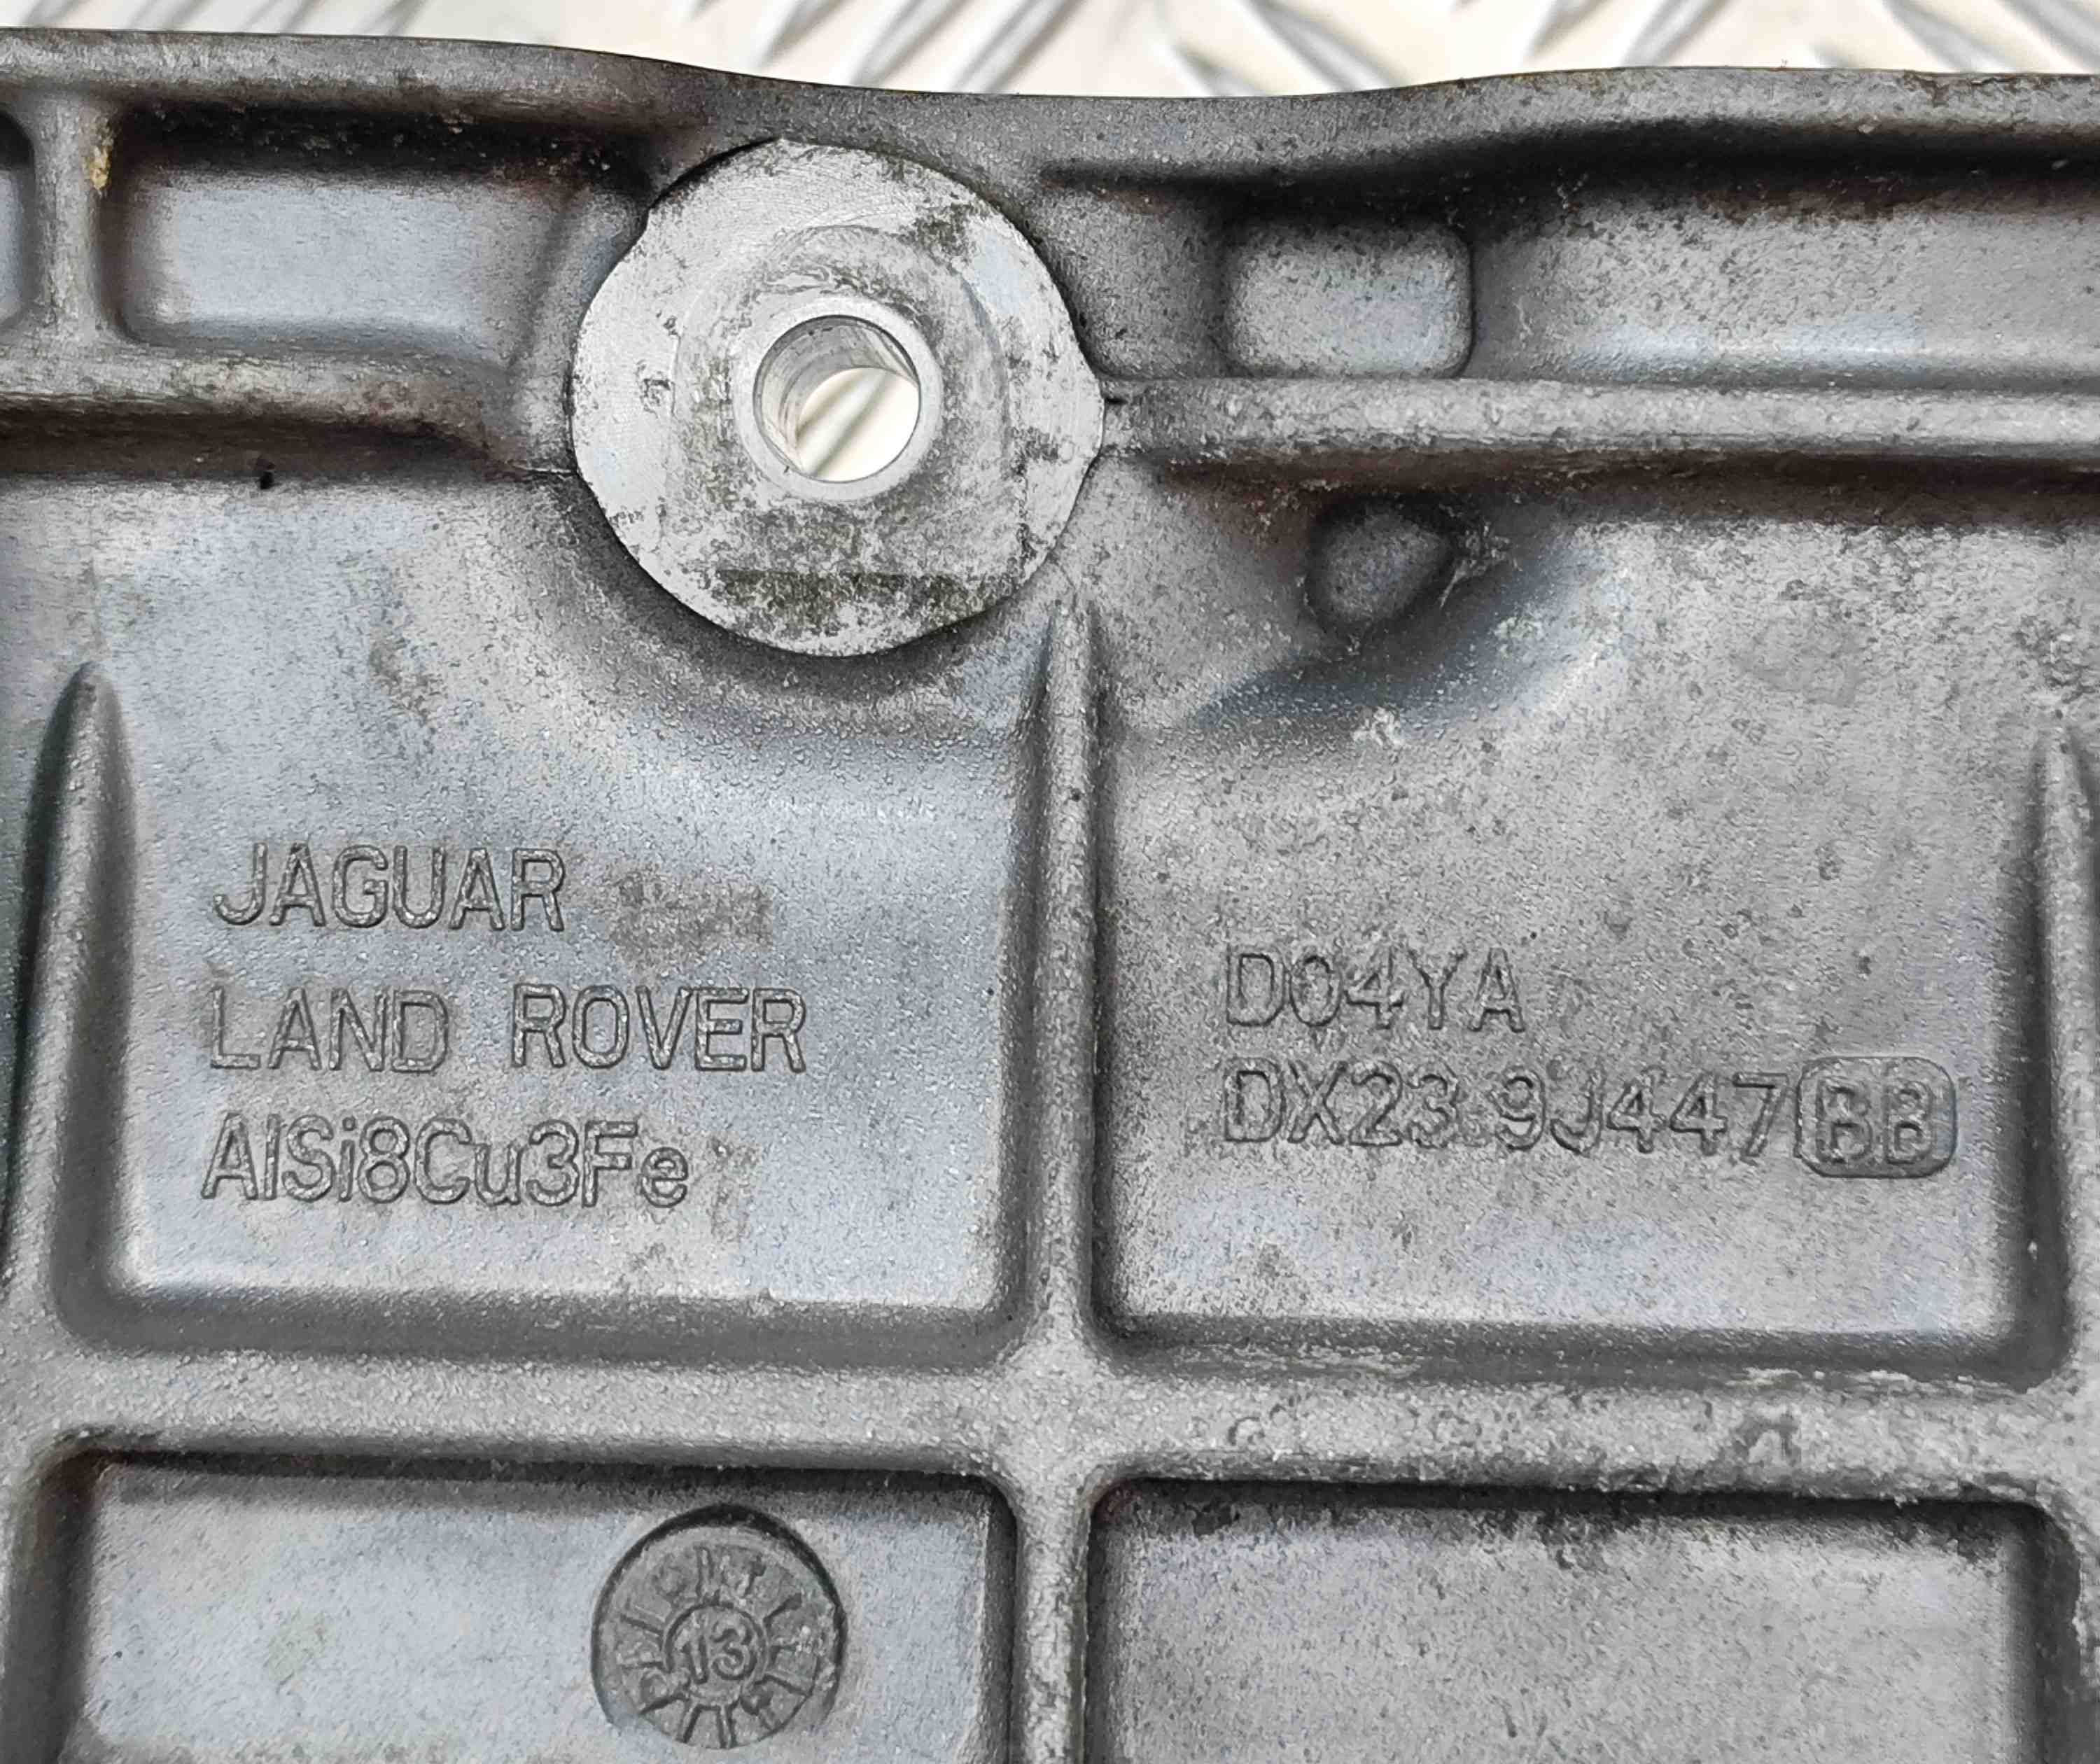 JAGUAR
LAND ROVER
AlSi8Cu3Fe
D04YA
DX23.9J447BB
13